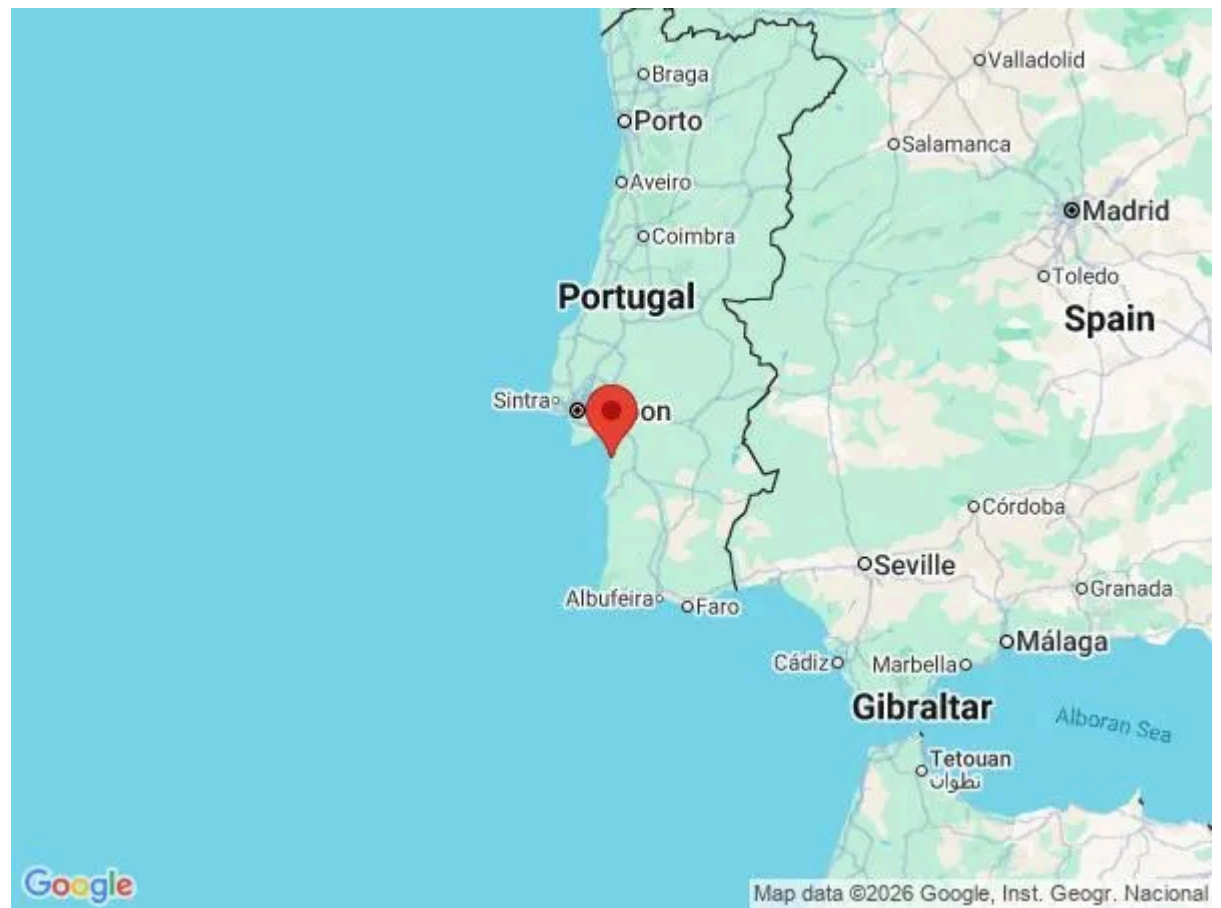 Braga
Valladolid
Porto
Salamanca
Aveiro
Madrid
Coimbra
Toledo
Portugal
Spain
Sintra
on
Córdoba
Seville
Granada
Albufeira
Faro
Málaga
Cádiz
Marbella
Gibraltar
Alboran Sea
Tetouan
تطوان
Google
Map data ©2026 Google, Inst. Geogr. Nacional